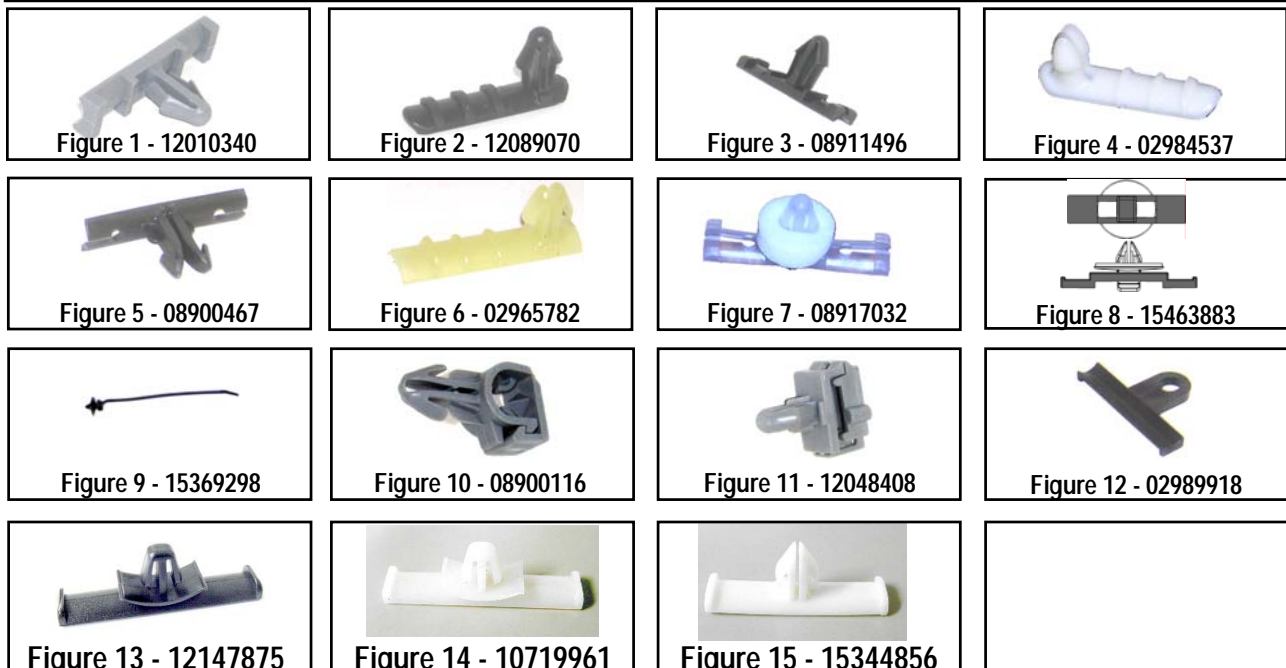 Figure 1 - 12010340
Figure 2 - 12089070
Figure 3 - 08911496
Figure 4 - 02984537
Figure 5 - 08900467
Figure 6 - 02965782
Figure 7 - 08917032
Figure 8 - 15463883
Figure 9 - 15369298
Figure 10 - 08900116
Figure 11 - 12048408
Figure 12 - 02989918
Figure 13 - 12147875
Figure 14 - 10719961
Figure 15 - 15344856